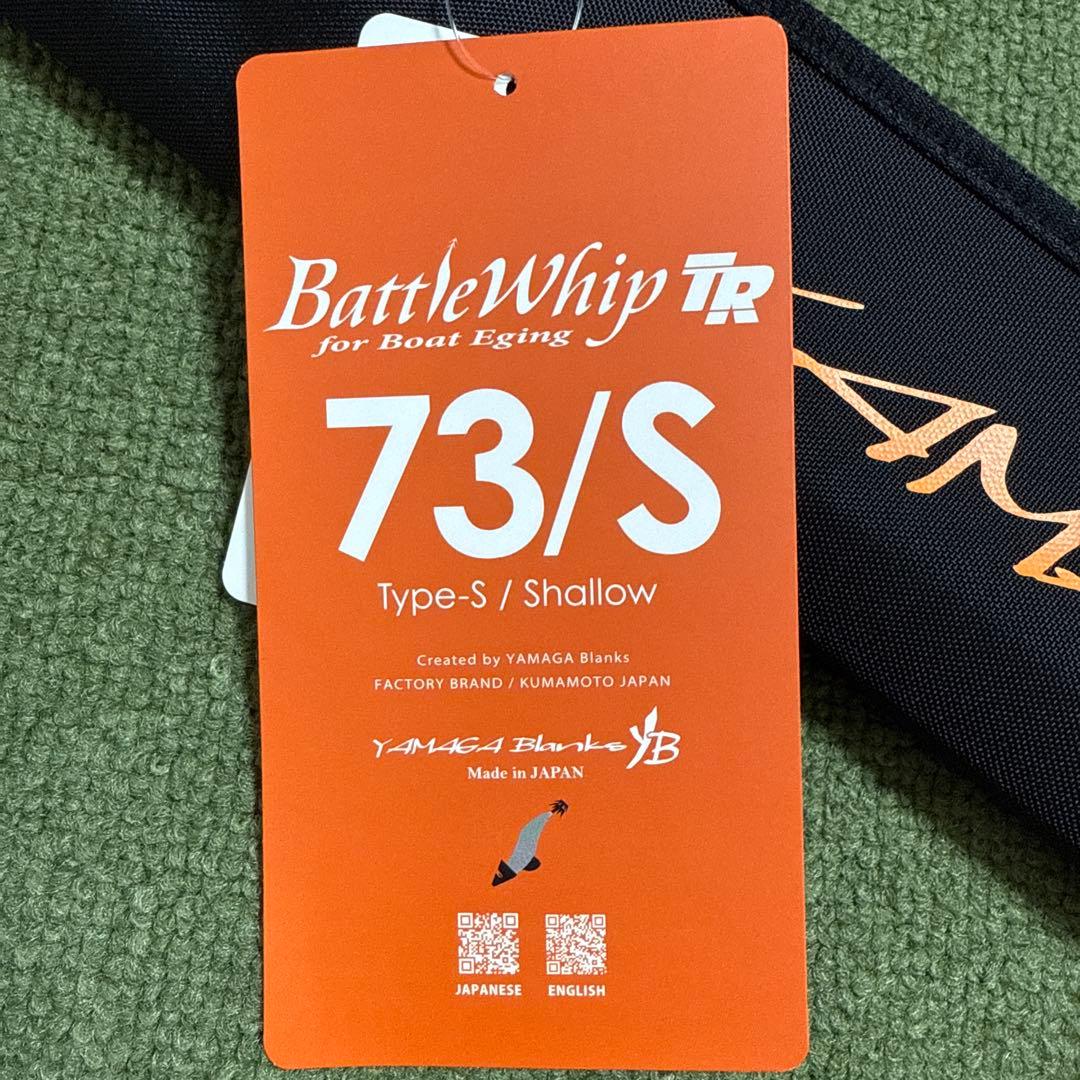 BattleWhip TR
for Boat Eging
73/S
Type-S / Shallow
Created by YAMAGA Blanks
FACTORY BRAND / KUMAMOTO JAPAN
YAMAGA Blanks YB
Made in JAPAN
JAPANESE ENGLISH